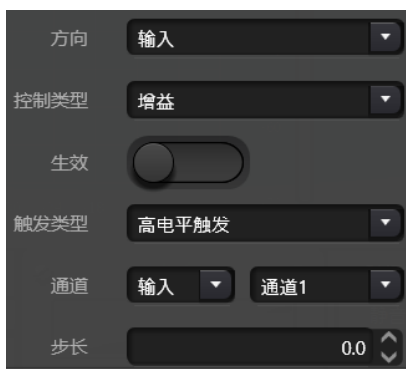 方向 输入
控制类型 增益
生效
触发类型 高电平触发
通道 输入 通道1
步长 0.0